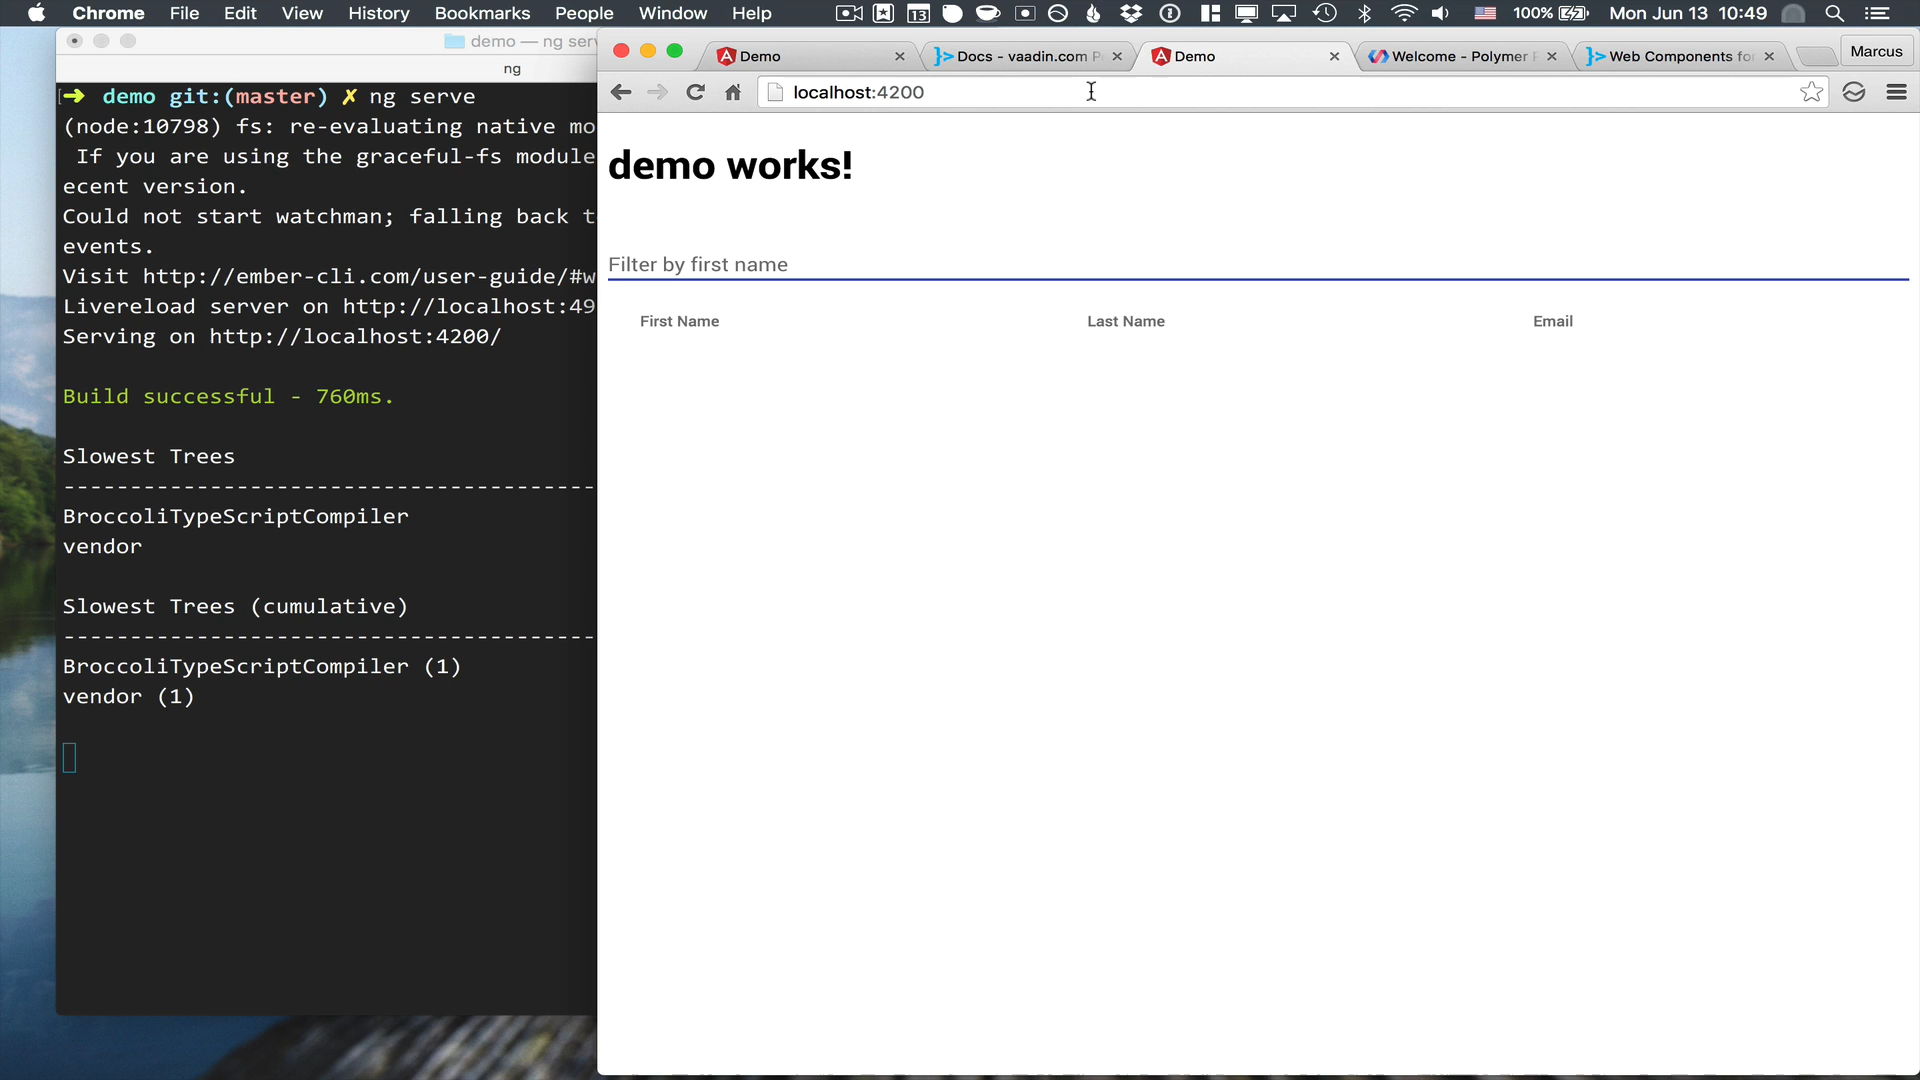 Chrome File Edit View History Bookmarks People Window Help 13 100% Mon Jun 13 10:49
demo — ng serv
ng
➜ demo git:(master) ✗ ng serve
(node:10798) fs: re-evaluating native mo
If you are using the graceful-fs module
ecent version.
Could not start watchman; falling back t
events.
Visit http://ember-cli.com/user-guide/#w
Livereload server on http://localhost:49
Serving on http://localhost:4200/
Build successful - 760ms.
Slowest Trees
----------------------------------------
BroccoliTypeScriptCompiler
vendor
Slowest Trees (cumulative)
----------------------------------------
BroccoliTypeScriptCompiler (1)
vendor (1)
Demo Docs - vaadin.com P Demo Welcome - Polymer P Web Components for Marcus
localhost:4200
demo works!
Filter by first name
First Name Last Name Email